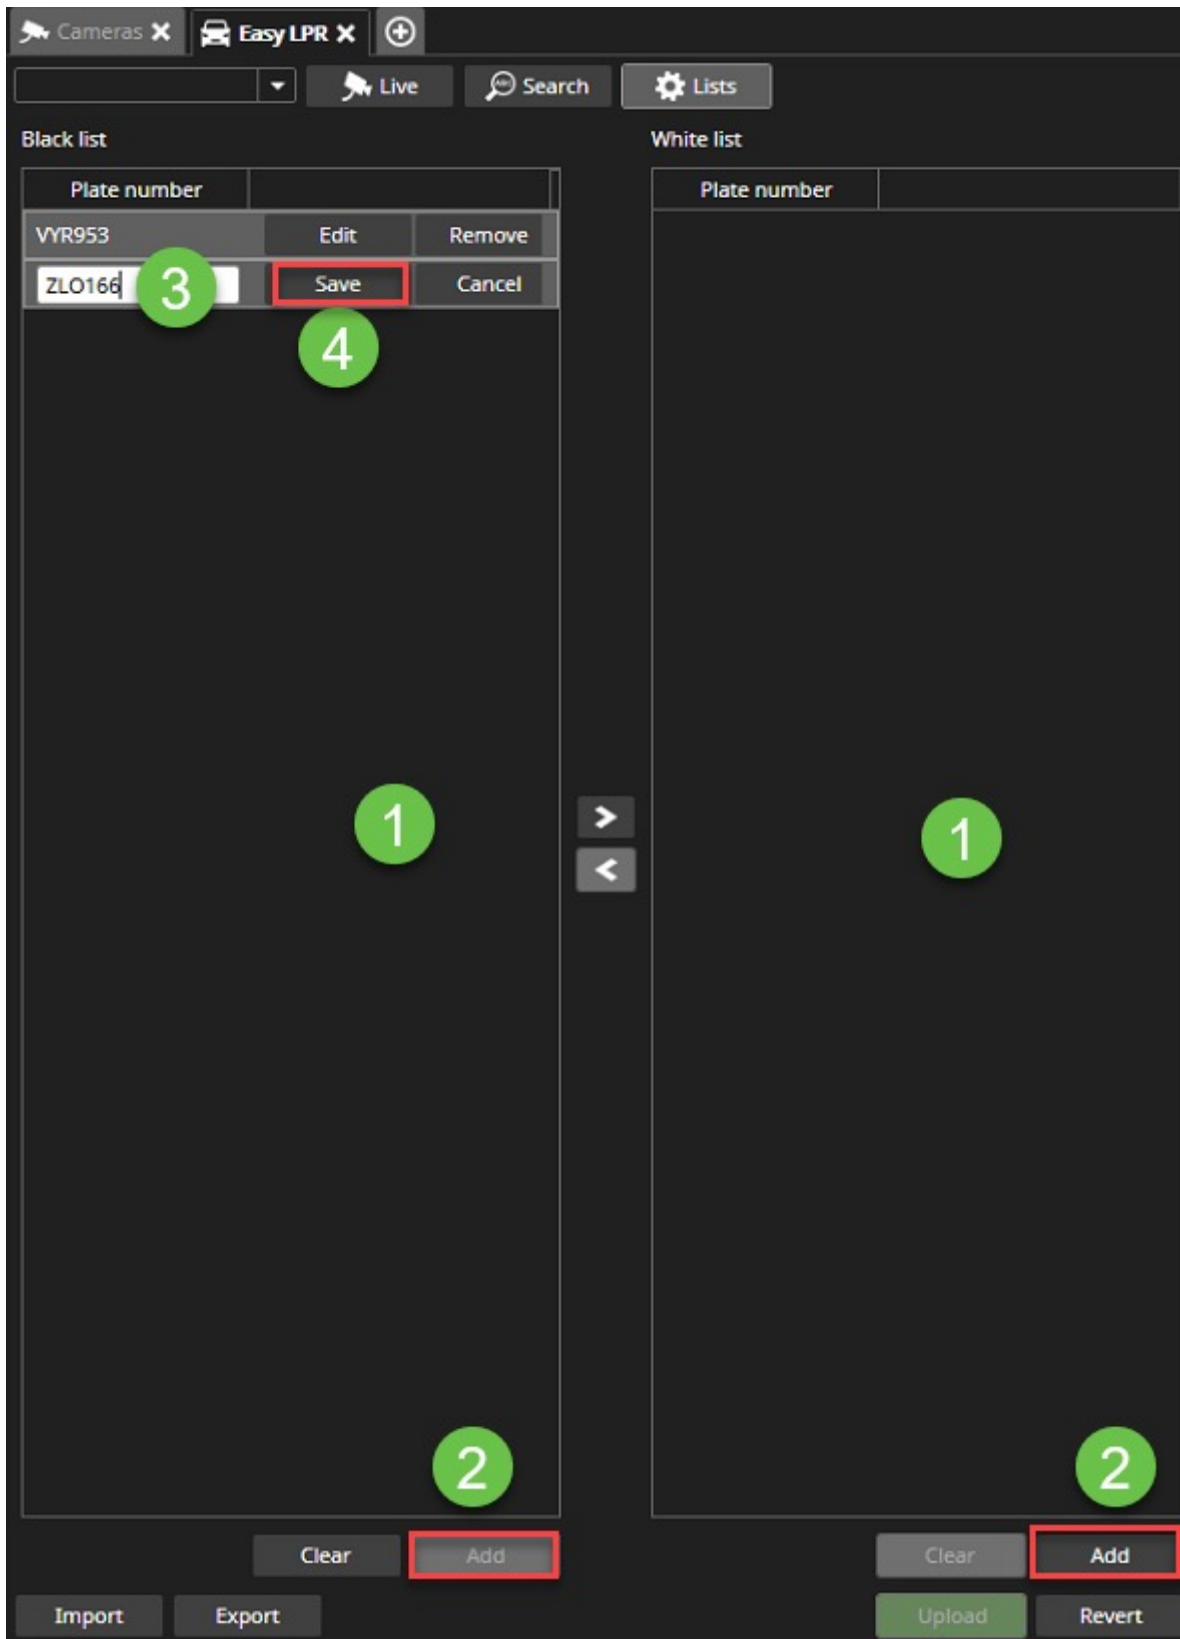 Cameras Easy LPR
Live Search Lists
Black list White list
Plate number Plate number
VYR953 Edit Remove
ZLO166 3 Save Cancel
4
1 1
2 2
Clear Add Clear Add
Import Export Upload Revert